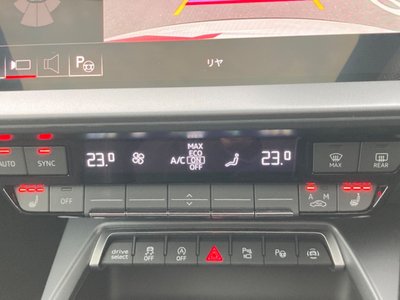 P
リヤ
MAX
ECO
23.0 A/C ON 23.0
OFF
AUTO SYNC MAX REAR
OFF A M
drive select OFF OFF P P